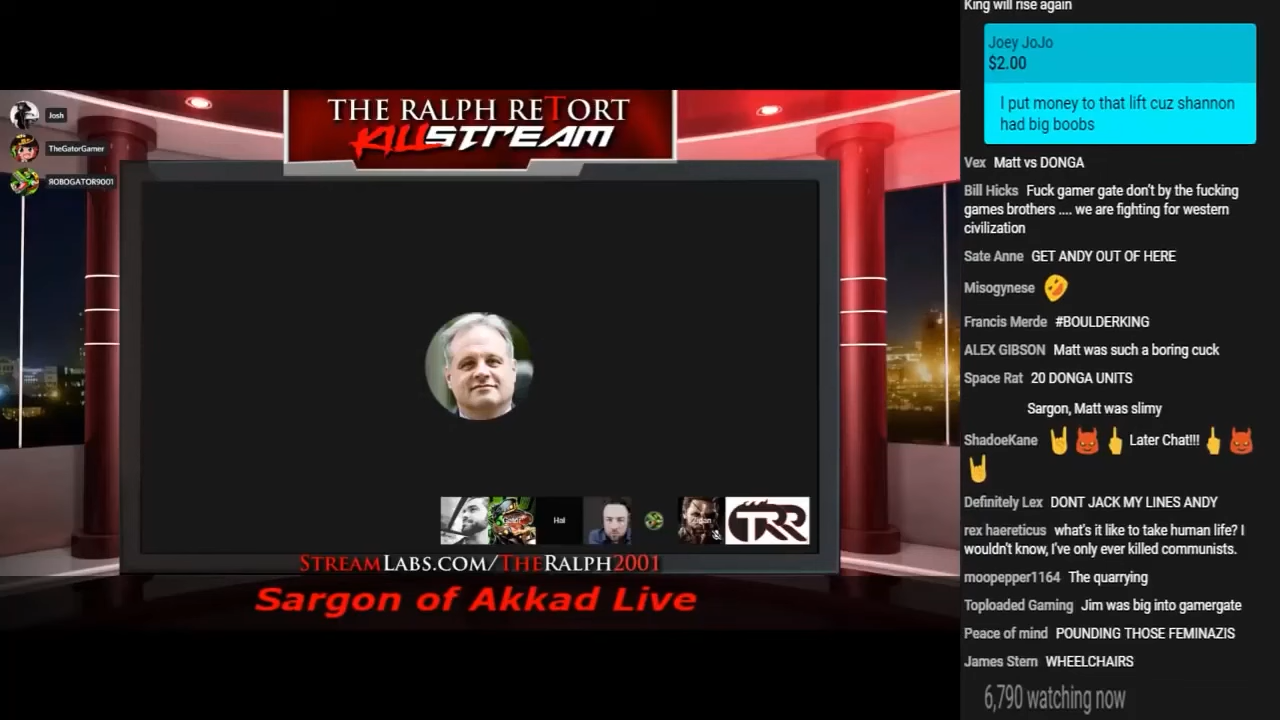 THE RALPH RETORT
KILLSTREAM
Josh
TheGatorGamer
ROBOGATOR9001
Gator
Hal
TRR
STREAMLABS.COM/THERALPH2001
Sargon of Akkad Live
King will rise again
Joey JoJo
$2.00
I put money to that lift cuz shannon
had big boobs
Vex Matt vs DONGA
Bill Hicks Fuck gamer gate don't by the fucking
games brothers .... we are fighting for western
civilization
Sate Anne GET ANDY OUT OF HERE
Misogynese 🤣
Francis Merde #BOULDERKING
ALEX GIBSON Matt was such a boring cuck
Space Rat 20 DONGA UNITS
Sargon, Matt was slimy
ShadoeKane 🤘👹🖕Later Chat!!!🖕👹
🤘
Definitely Lex DONT JACK MY LINES ANDY
rex haereticus what's it like to take human life? I
wouldn't know, I've only ever killed communists.
moopepper1164 The quarrying
Toploaded Gaming Jim was big into gamergate
Peace of mind POUNDING THOSE FEMINAZIS
James Stern WHEELCHAIRS
6,790 watching now